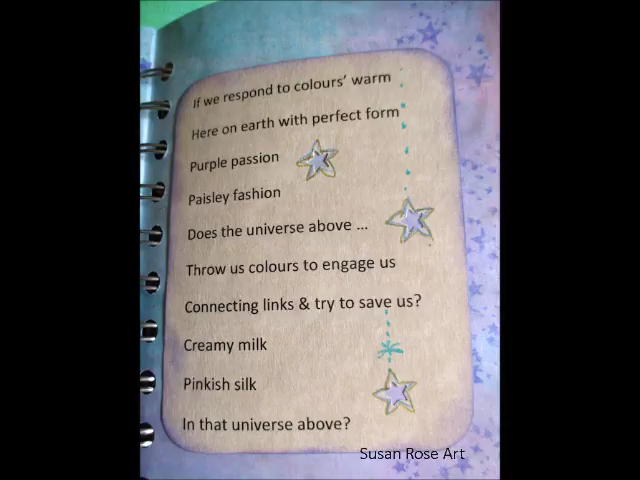 If we respond to colours' warm
Here on earth with perfect form
Purple passion
Paisley fashion
Does the universe above ...
Throw us colours to engage us
Connecting links & try to save us?
Creamy milk
Pinkish silk
In that universe above?
Susan Rose Art